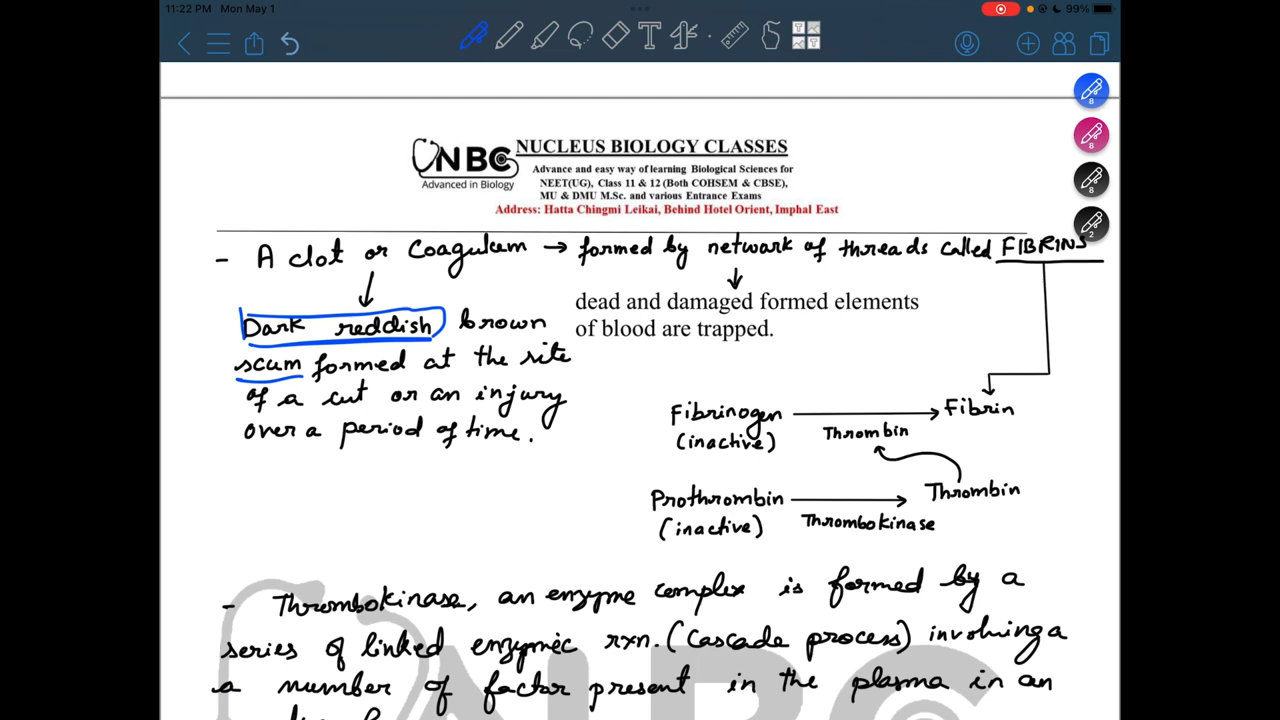 11:22 PM Mon May 1
99%
NBC
Advanced in Biology
NUCLEUS BIOLOGY CLASSES
Advance and easy way of learning Biological Sciences for
NEET(UG), Class 11 & 12 (Both COHSEM & CBSE),
MU & DMU M.Sc. and various Entrance Exams
Address: Hatta Chingmi Leikai, Behind Hotel Orient, Imphal East
- A clot or Coagulum → formed by network of threads called FIBRINS
dead and damaged formed elements
of blood are trapped.
Dark reddish brown
scum formed at the site
of a cut or an injury
over a period of time.
Fibrinogen → Fibrin
(inactive) Thrombin
Prothrombin → Thrombin
(inactive) Thrombokinase
- Thrombokinase, an enzyme complex is formed by a
series of linked enzymic rxn. (Cascade process) involving a
a number of factor present in the plasma in an